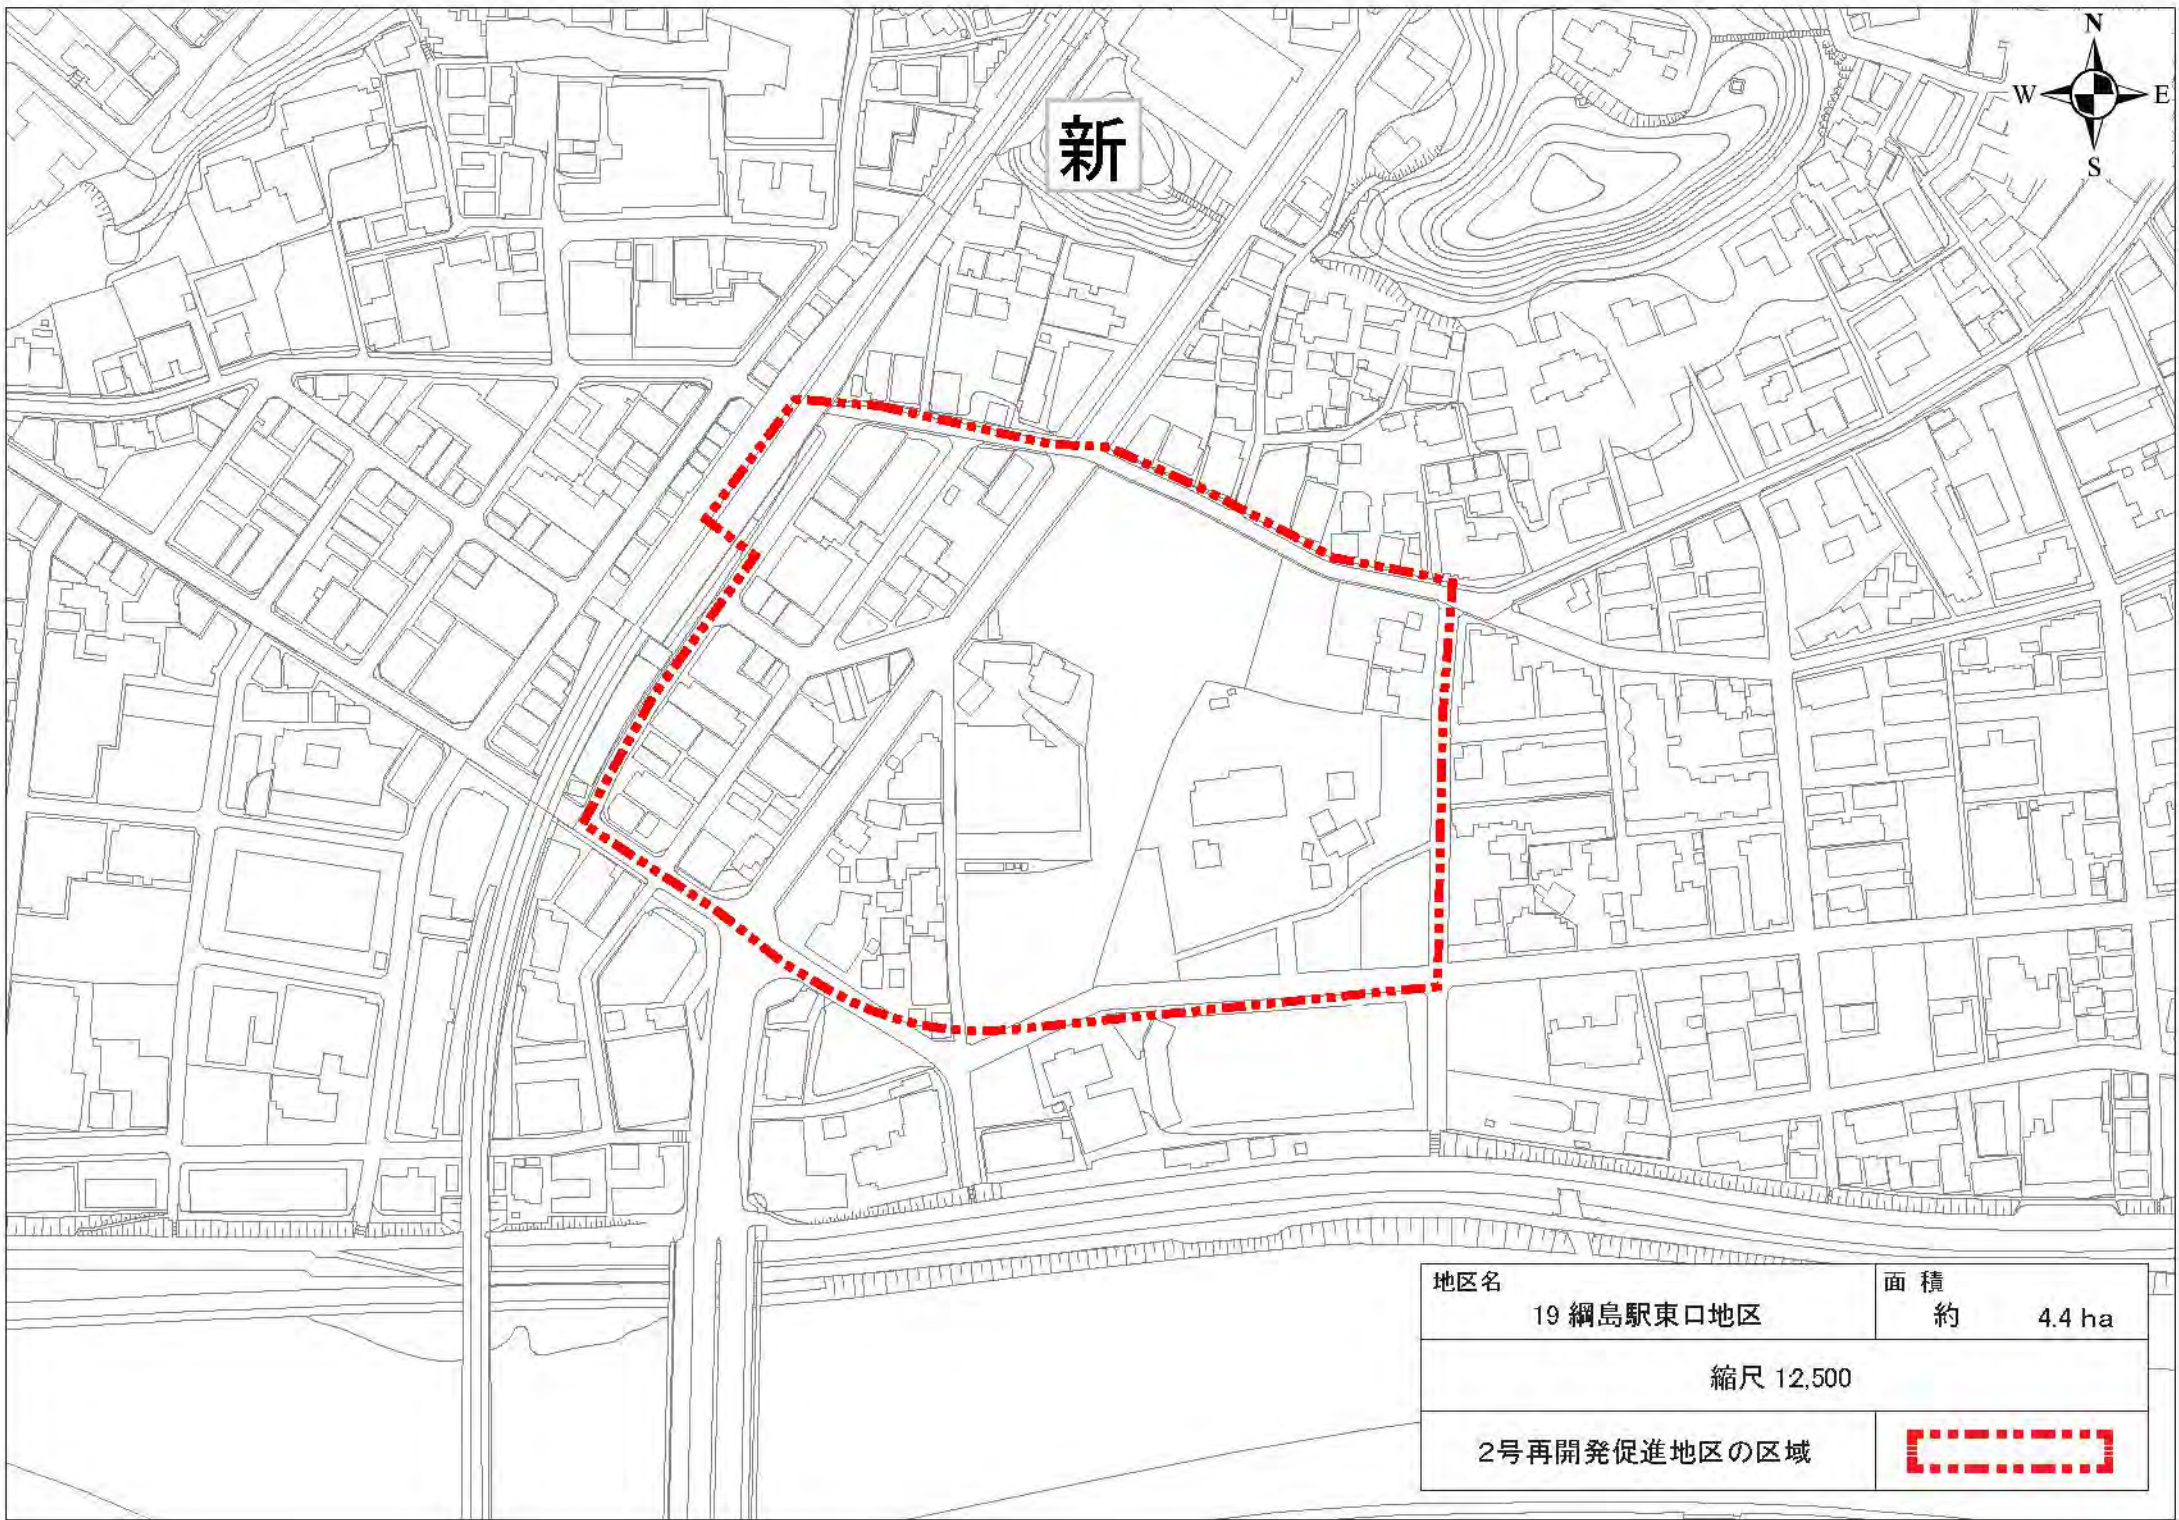 新
N
W E
S
地区名
19 綱島駅東口地区
面 積
約 4.4 ha
縮尺 12,500
2号再開発促進地区の区域